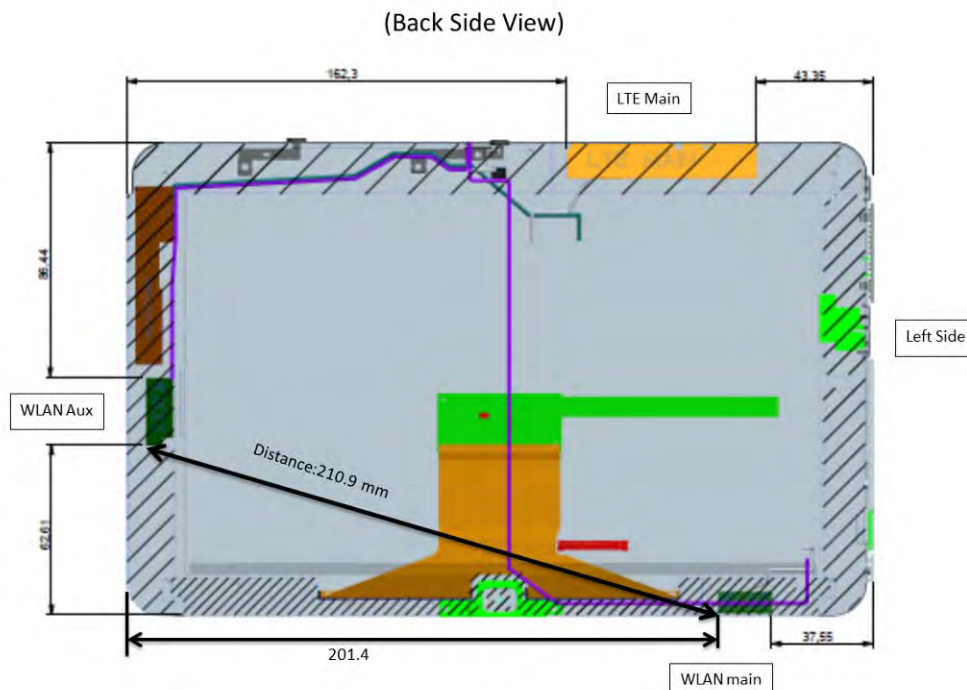 (Back Side View)
162,3
43,35
LTE Main
LTE MAIN
86,44
Left Side
WLAN Aux
Distance:210.9 mm
62,61
201.4
37,55
WLAN main